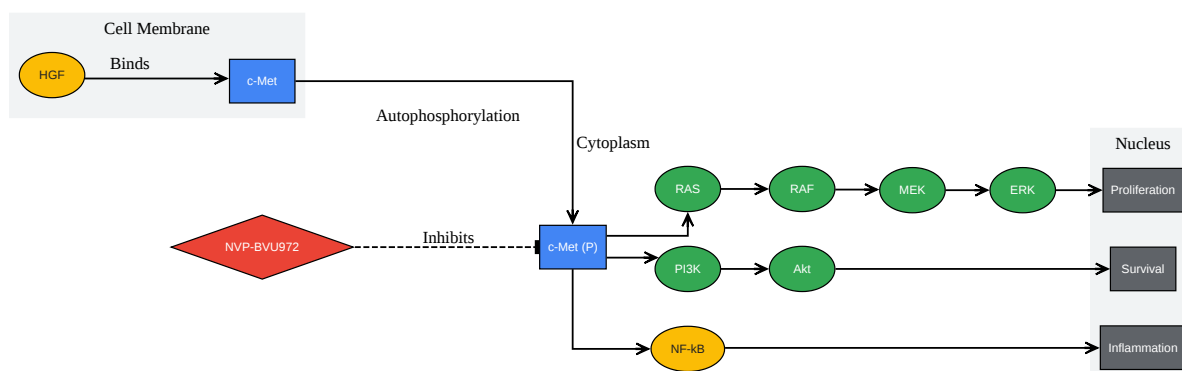 Cell Membrane
HGF
Binds
c-Met
Autophosphorylation
Cytoplasm
Nucleus
RAS
RAF
MEK
ERK
Proliferation
NVP-BVU972
Inhibits
c-Met (P)
PI3K
Akt
Survival
NF-kB
Inflammation